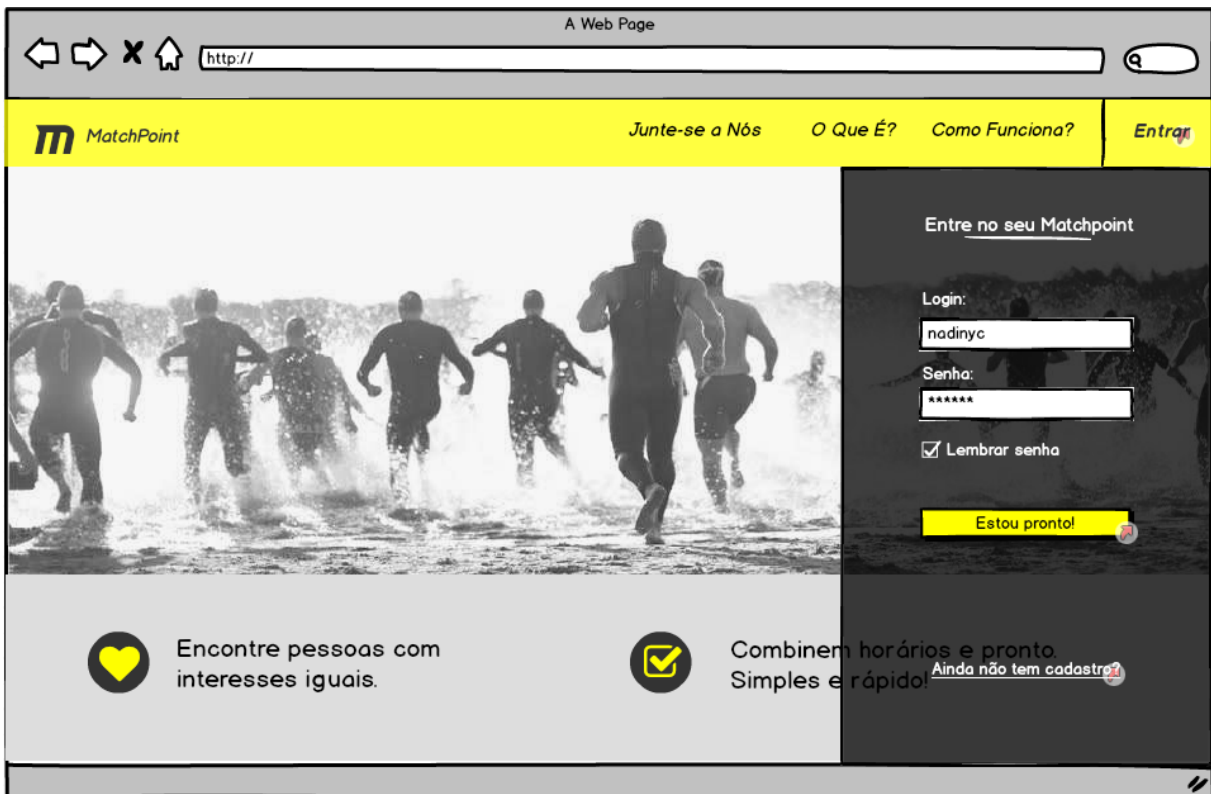 A Web Page
http://
MatchPoint
Junte-se a Nós
O Que É?
Como Funciona?
Entrar
Entre no seu Matchpoint
Login:
nadinyc
Senha:
******
Lembrar senha
Estou pronto!
Encontre pessoas com
interesses iguais.
Combinem horários e pronto.
Simples e rápido!
Ainda não tem cadastro?